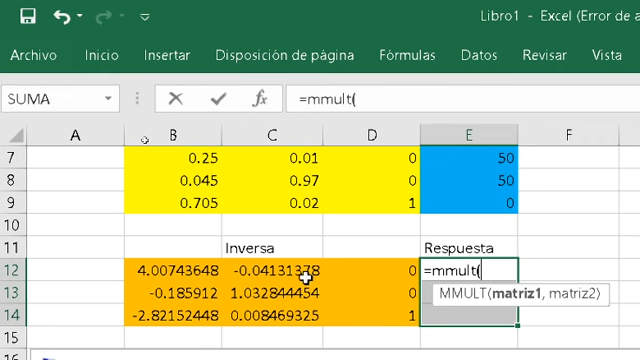 Libro1 - Excel (Error de a
Archivo Inicio Insertar Disposición de página Fórmulas Datos Revisar Vista
SUMA =mmult(
A B C D E F
7 0.25 0.01 0 50
8 0.045 0.97 0 50
9 0.705 0.02 1 0
10
11 Inversa Respuesta
12 4.00743648 -0.04131378 0 =mmult(
13 -0.185912 1.032844454 0 MMULT(matriz1, matriz2)
14 -2.82152448 0.008469325 1
15
16